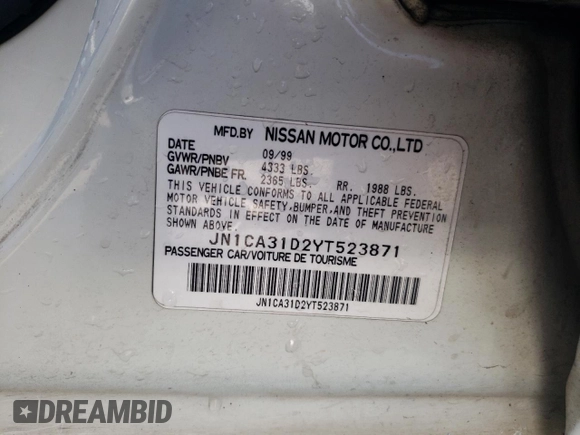 MFD.BY NISSAN MOTOR CO.,LTD
DATE 09/99
GVWR/PNBV 4333 LBS.
GAWR/PNBE FR. 2365 LBS. RR. 1988 LBS.
THIS VEHICLE CONFORMS TO ALL APPLICABLE FEDERAL
MOTOR VEHICLE SAFETY,BUMPER,AND THEFT PREVENTION
STANDARDS IN EFFECT ON THE DATE OF MANUFACTURE
SHOWN ABOVE.
JN1CA31D2YT523871
PASSENGER CAR/VOITURE DE TOURISME
JN1CA31D2YT523871
DREAMBID